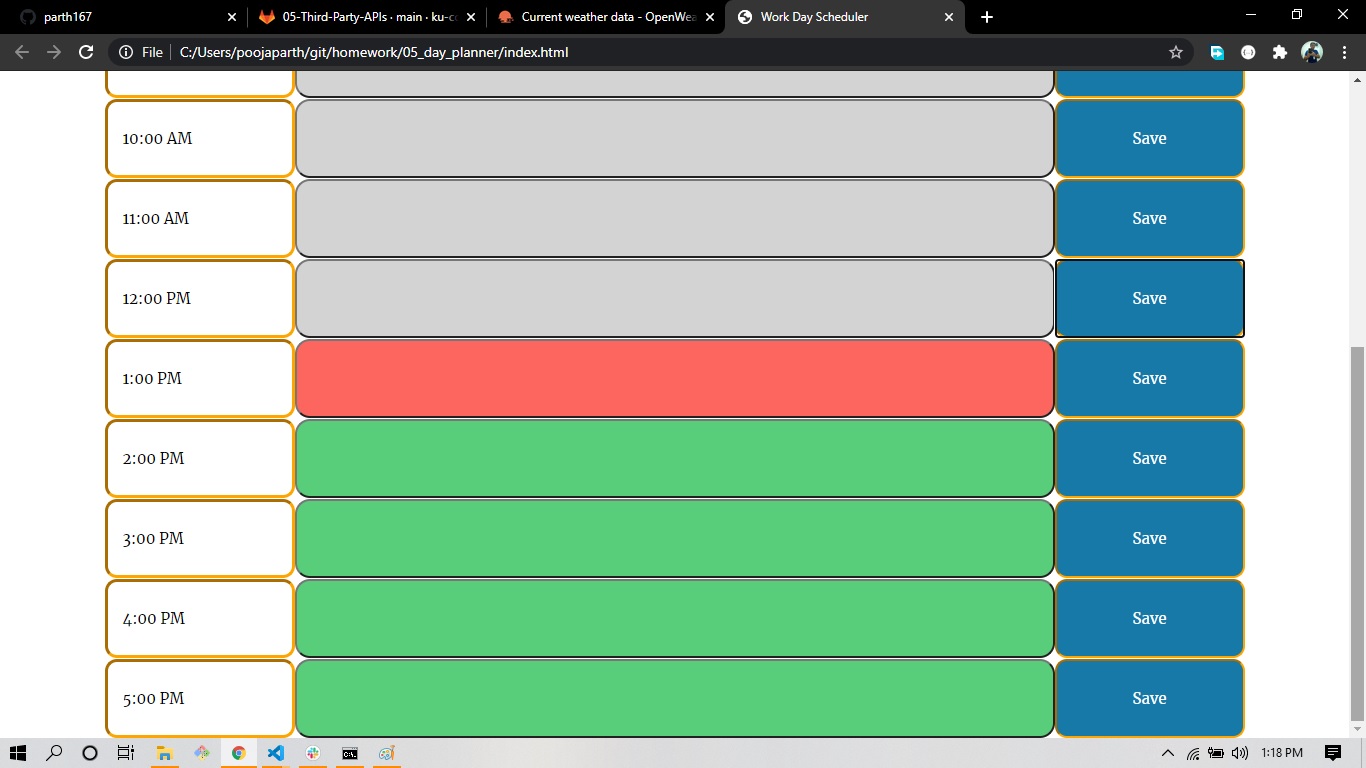 parth167
05-Third-Party-APIs · main · ku-co
Current weather data - OpenWea
Work Day Scheduler
File
C:/Users/poojaparth/git/homework/05_day_planner/index.html
10:00 AM
Save
11:00 AM
Save
12:00 PM
Save
1:00 PM
Save
2:00 PM
Save
3:00 PM
Save
4:00 PM
Save
5:00 PM
Save
1:18 PM